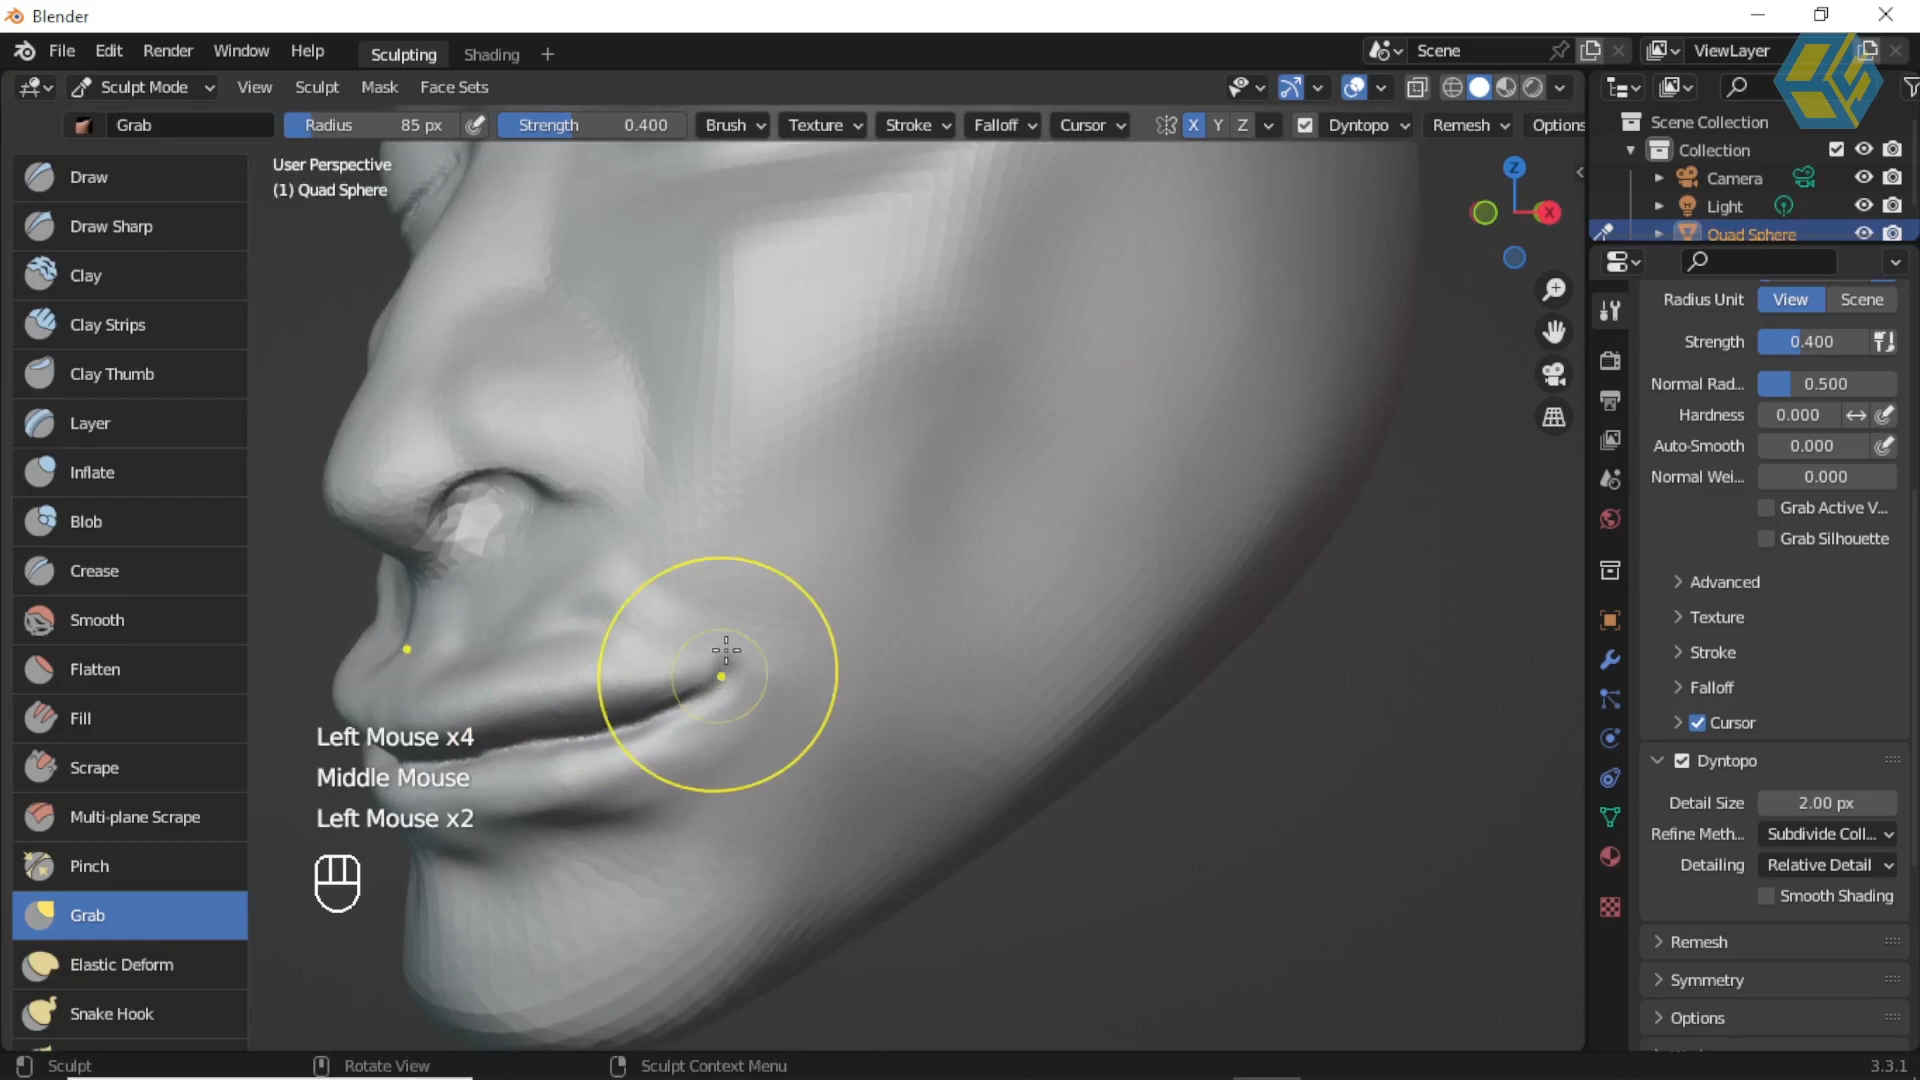 Blender
File Edit Render Window Help Sculpting Shading + Scene ViewLayer
Sculpt Mode View Sculpt Mask Face Sets
Grab Radius 85 px Strength 0.400 Brush Texture Stroke Falloff Cursor X Y Z Dyntopo Remesh Options
User Perspective
(1) Quad Sphere
Draw
Draw Sharp
Clay
Clay Strips
Clay Thumb
Layer
Inflate
Blob
Crease
Smooth
Flatten
Fill
Scrape
Multi-plane Scrape
Pinch
Grab
Elastic Deform
Snake Hook
Left Mouse x4
Middle Mouse
Left Mouse x2
Z
X
Scene Collection
Collection
Camera
Light
Quad Sphere
Radius Unit View Scene
Strength 0.400
Normal Rad... 0.500
Hardness 0.000
Auto-Smooth 0.000
Normal Wei... 0.000
Grab Active V...
Grab Silhouette
Advanced
Texture
Stroke
Falloff
Cursor
Dyntopo
Detail Size 2.00 px
Refine Meth... Subdivide Coll...
Detailing Relative Detail
Smooth Shading
Remesh
Symmetry
Options
Sculpt Rotate View Sculpt Context Menu 3.3.1